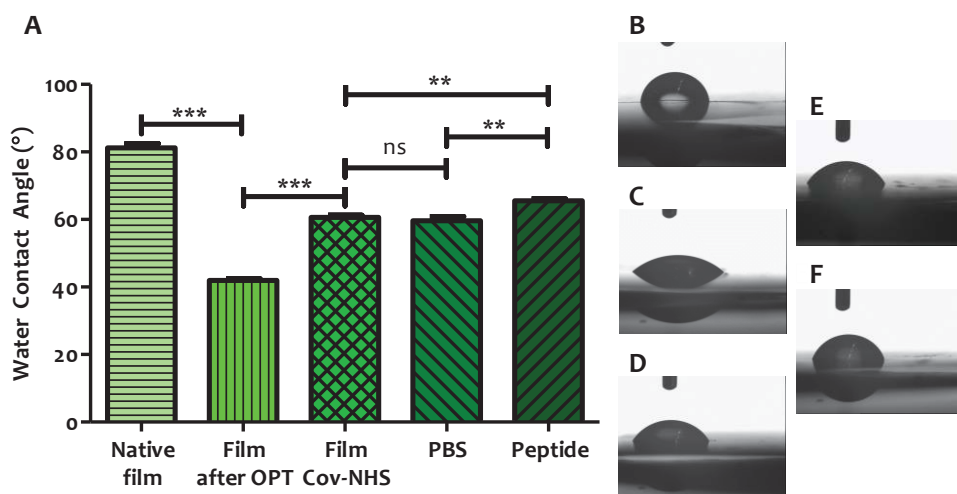 A
B
C
D
E
F
Water Contact Angle (°)
100
80
60
40
20
0
***
***
ns
**
**
Native film
Film after OPT
Film Cov-NHS
PBS
Peptide